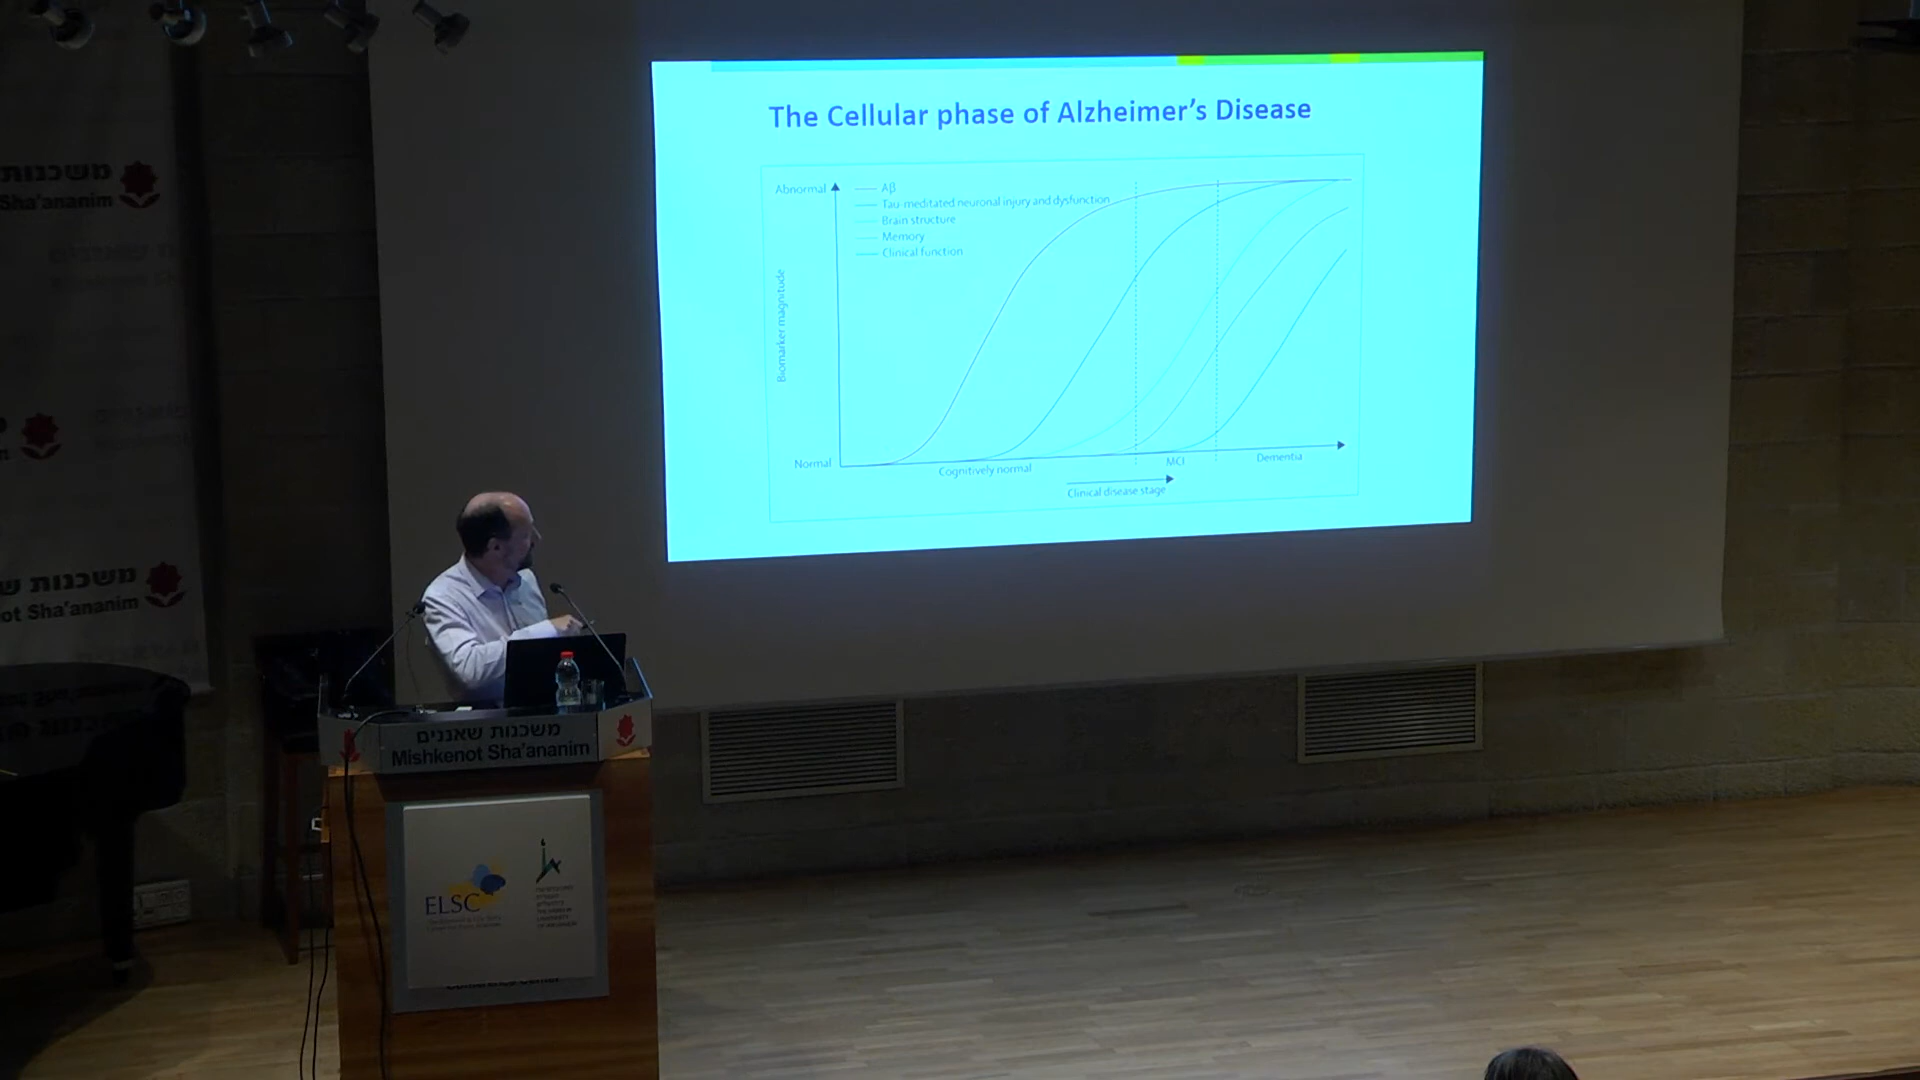 The Cellular phase of Alzheimer's Disease
Abnormal
Aβ
Tau-meditated neuronal injury and dysfunction
Brain structure
Memory
Clinical function
Biomarker magnitude
Normal
Cognitively normal
MCI
Dementia
Clinical disease stage
משכנות
Sha'ananim
משכנות ש
ot Sha'ananim
משכנות שאננים
Mishkenot Sha'ananim
ELSC